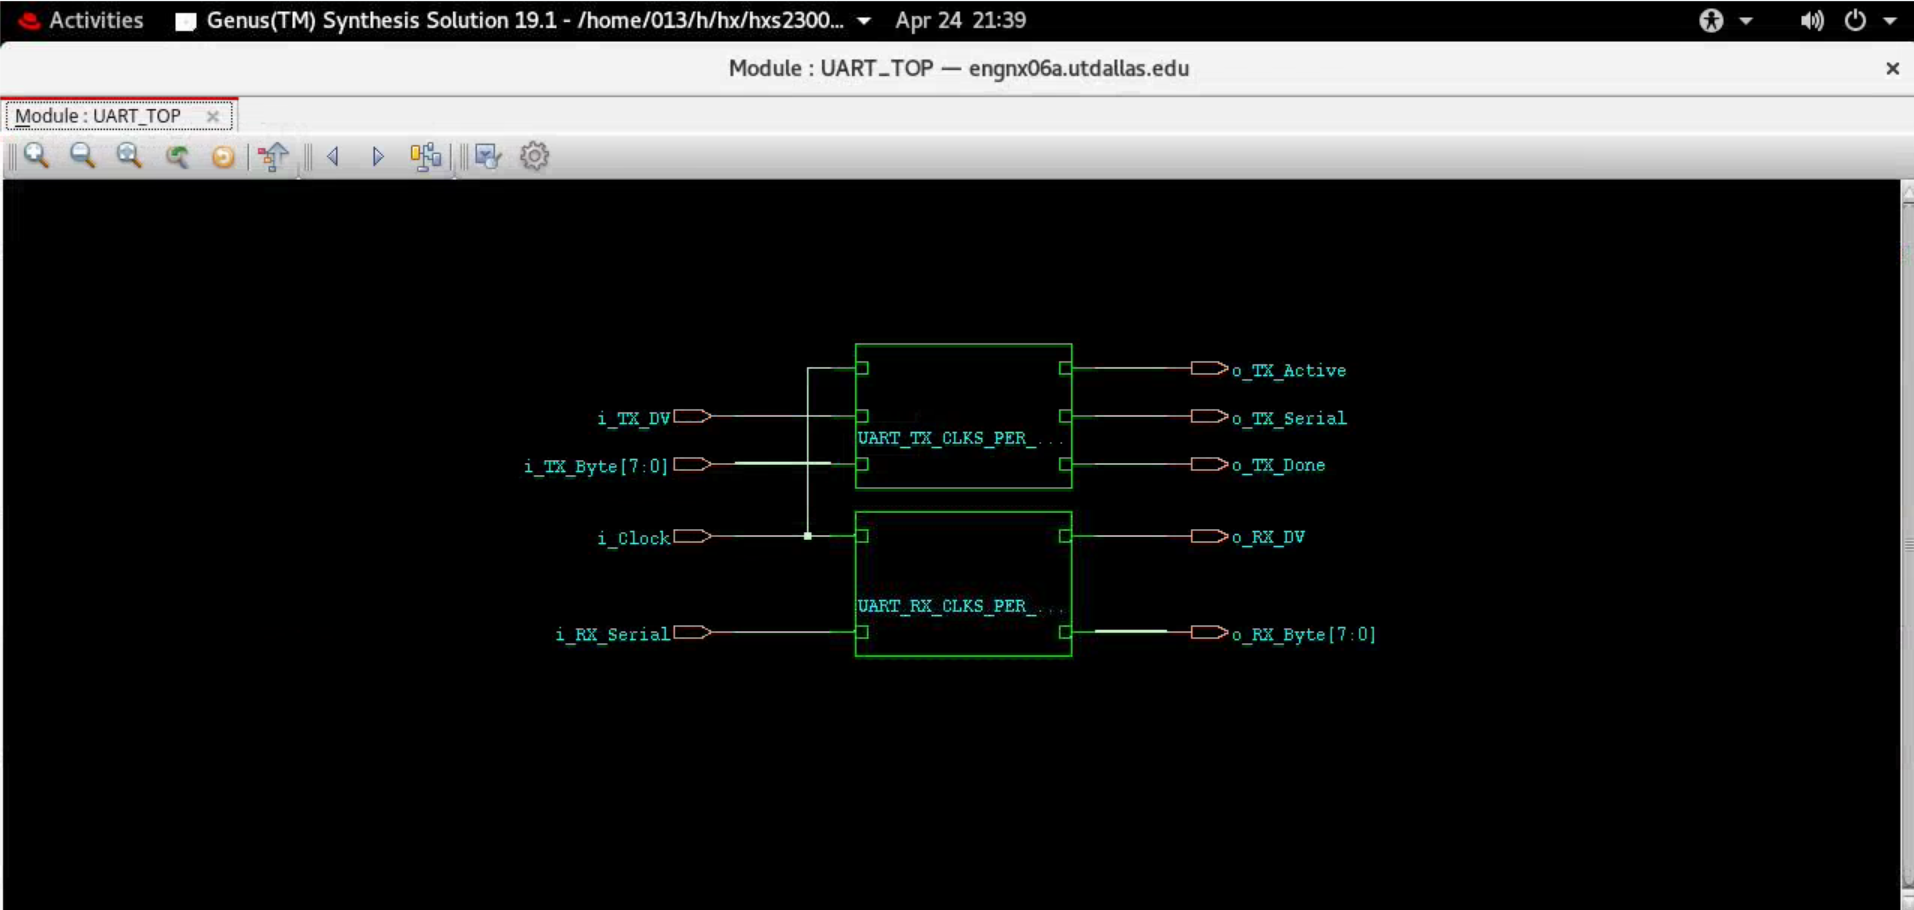 Activities Genus(TM) Synthesis Solution 19.1 - /home/013/h/hx/hxs2300... Apr 24 21:39
Module : UART_TOP — engnx06a.utdallas.edu
Module : UART_TOP
o_TX_Active
i_TX_DV o_TX_Serial
UART_TX_CLKS_PER_...
i_TX_Byte[7:0] o_TX_Done
i_Clock o_RX_DV
UART_RX_CLKS_PER_...
i_RX_Serial o_RX_Byte[7:0]